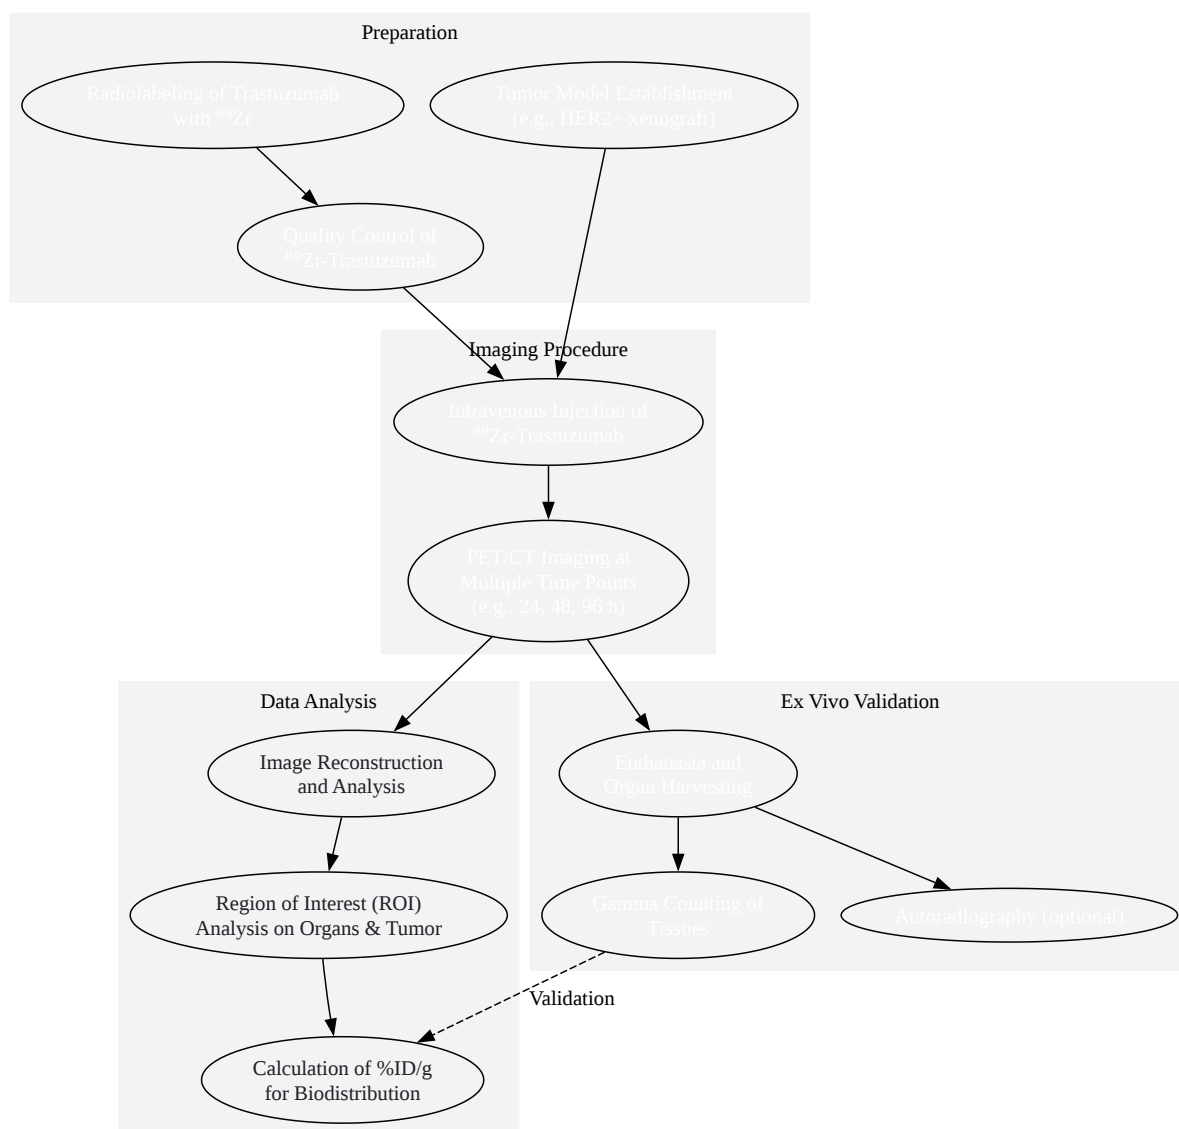 Preparation
Radiolabeling of Trastuzumab
with ⁸⁹Zr
Tumor Model Establishment
(e.g., HER2+ xenograft)
Quality Control of
⁸⁹Zr-Trastuzumab
Imaging Procedure
Intravenous Injection of
⁸⁹Zr-Trastuzumab
PET/CT Imaging at
Multiple Time Points
(e.g., 24, 48, 96 h)
Data Analysis
Image Reconstruction
and Analysis
Region of Interest (ROI)
Analysis on Organs & Tumor
Calculation of %ID/g
for Biodistribution
Ex Vivo Validation
Euthanasia and
Organ Harvesting
Gamma Counting of
Tissues
Autoradiography (optional)
Validation